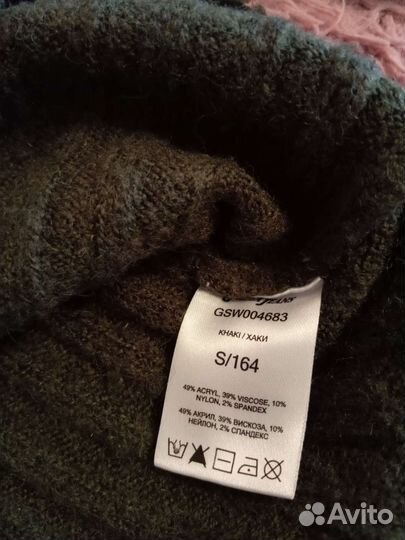 JEANS
GSW004683
KHAKI / ХАКИ
S/164
49% ACRYL, 39% VISCOSE, 10%
NYLON, 2% SPANDEX
49% АКРИЛ, 39% ВИСКОЗА, 10%
НЕЙЛОН, 2% СПАНДЕКС
Avito